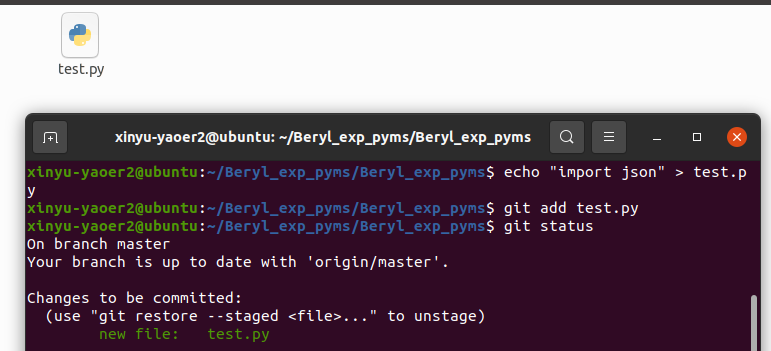 test.py
xinyu-yaoer2@ubuntu: ~/Beryl_exp_pyms/Beryl_exp_pyms
xinyu-yaoer2@ubuntu:~/Beryl_exp_pyms/Beryl_exp_pyms$ echo "import json" > test.p
y
xinyu-yaoer2@ubuntu:~/Beryl_exp_pyms/Beryl_exp_pyms$ git add test.py
xinyu-yaoer2@ubuntu:~/Beryl_exp_pyms/Beryl_exp_pyms$ git status
On branch master
Your branch is up to date with 'origin/master'.
Changes to be committed:
  (use "git restore --staged <file>..." to unstage)
        new file:   test.py